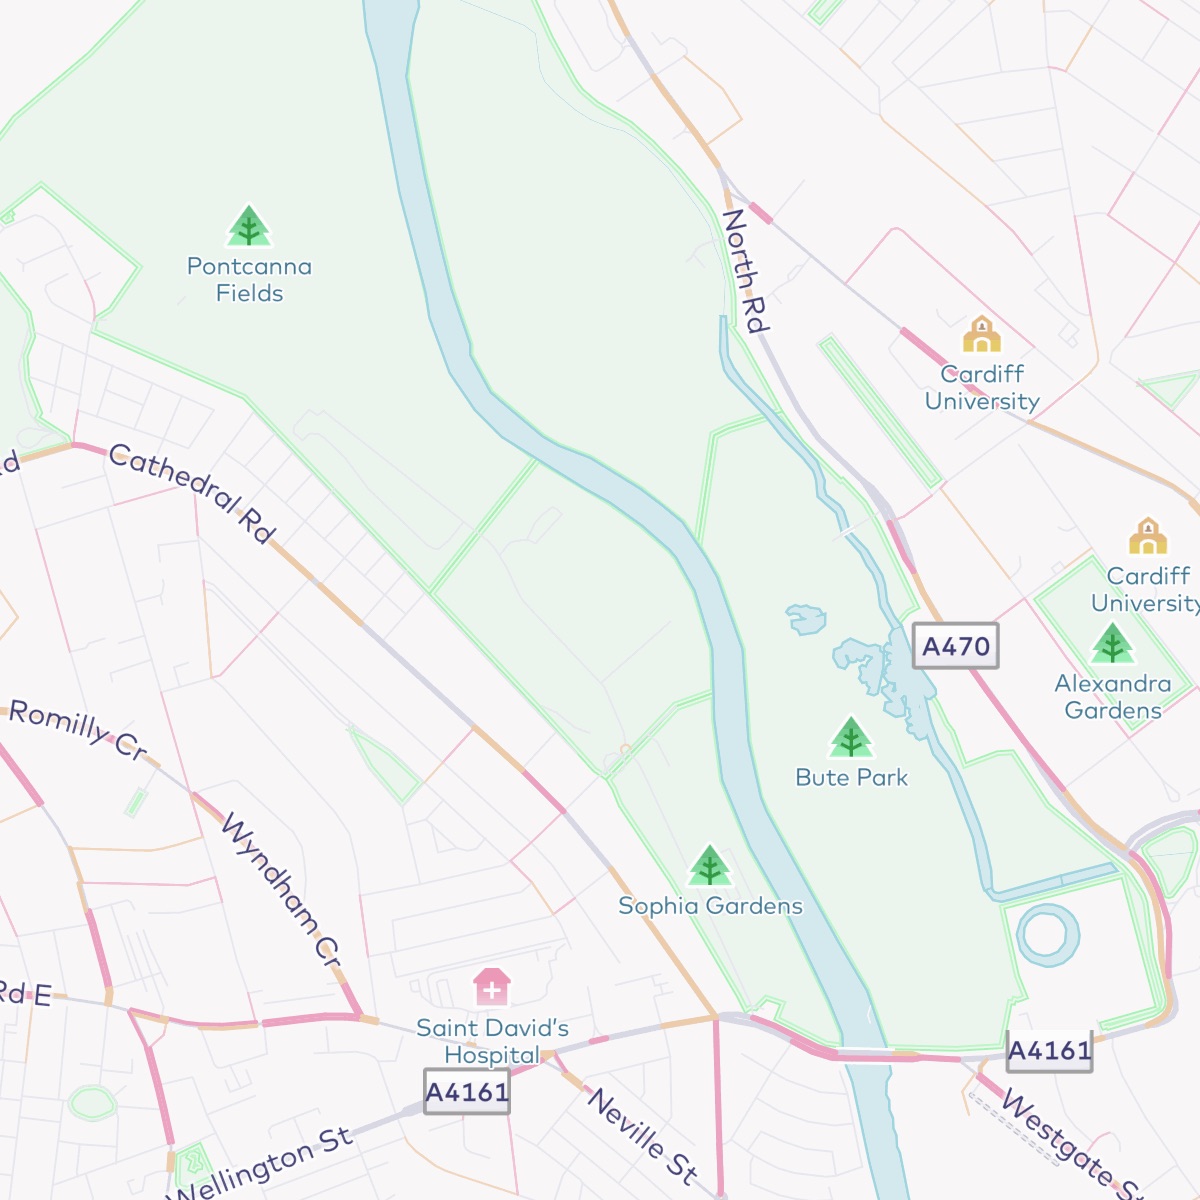 North Rd
Pontcanna
Fields
Cardiff
University
Cathedral Rd
Cardiff
University
A470
Alexandra
Gardens
Romilly Cr
Bute Park
Wyndham Cr
Sophia Gardens
Rd E
Saint David's
Hospital
A4161
A4161
Neville St
Westgate St
Wellington St